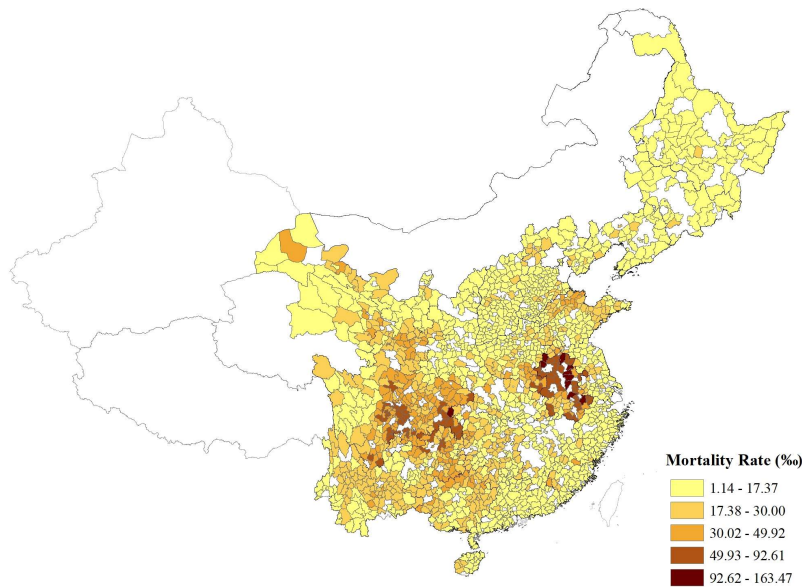 Mortality Rate (‰)
1.14 - 17.37
17.38 - 30.00
30.02 - 49.92
49.93 - 92.61
92.62 - 163.47